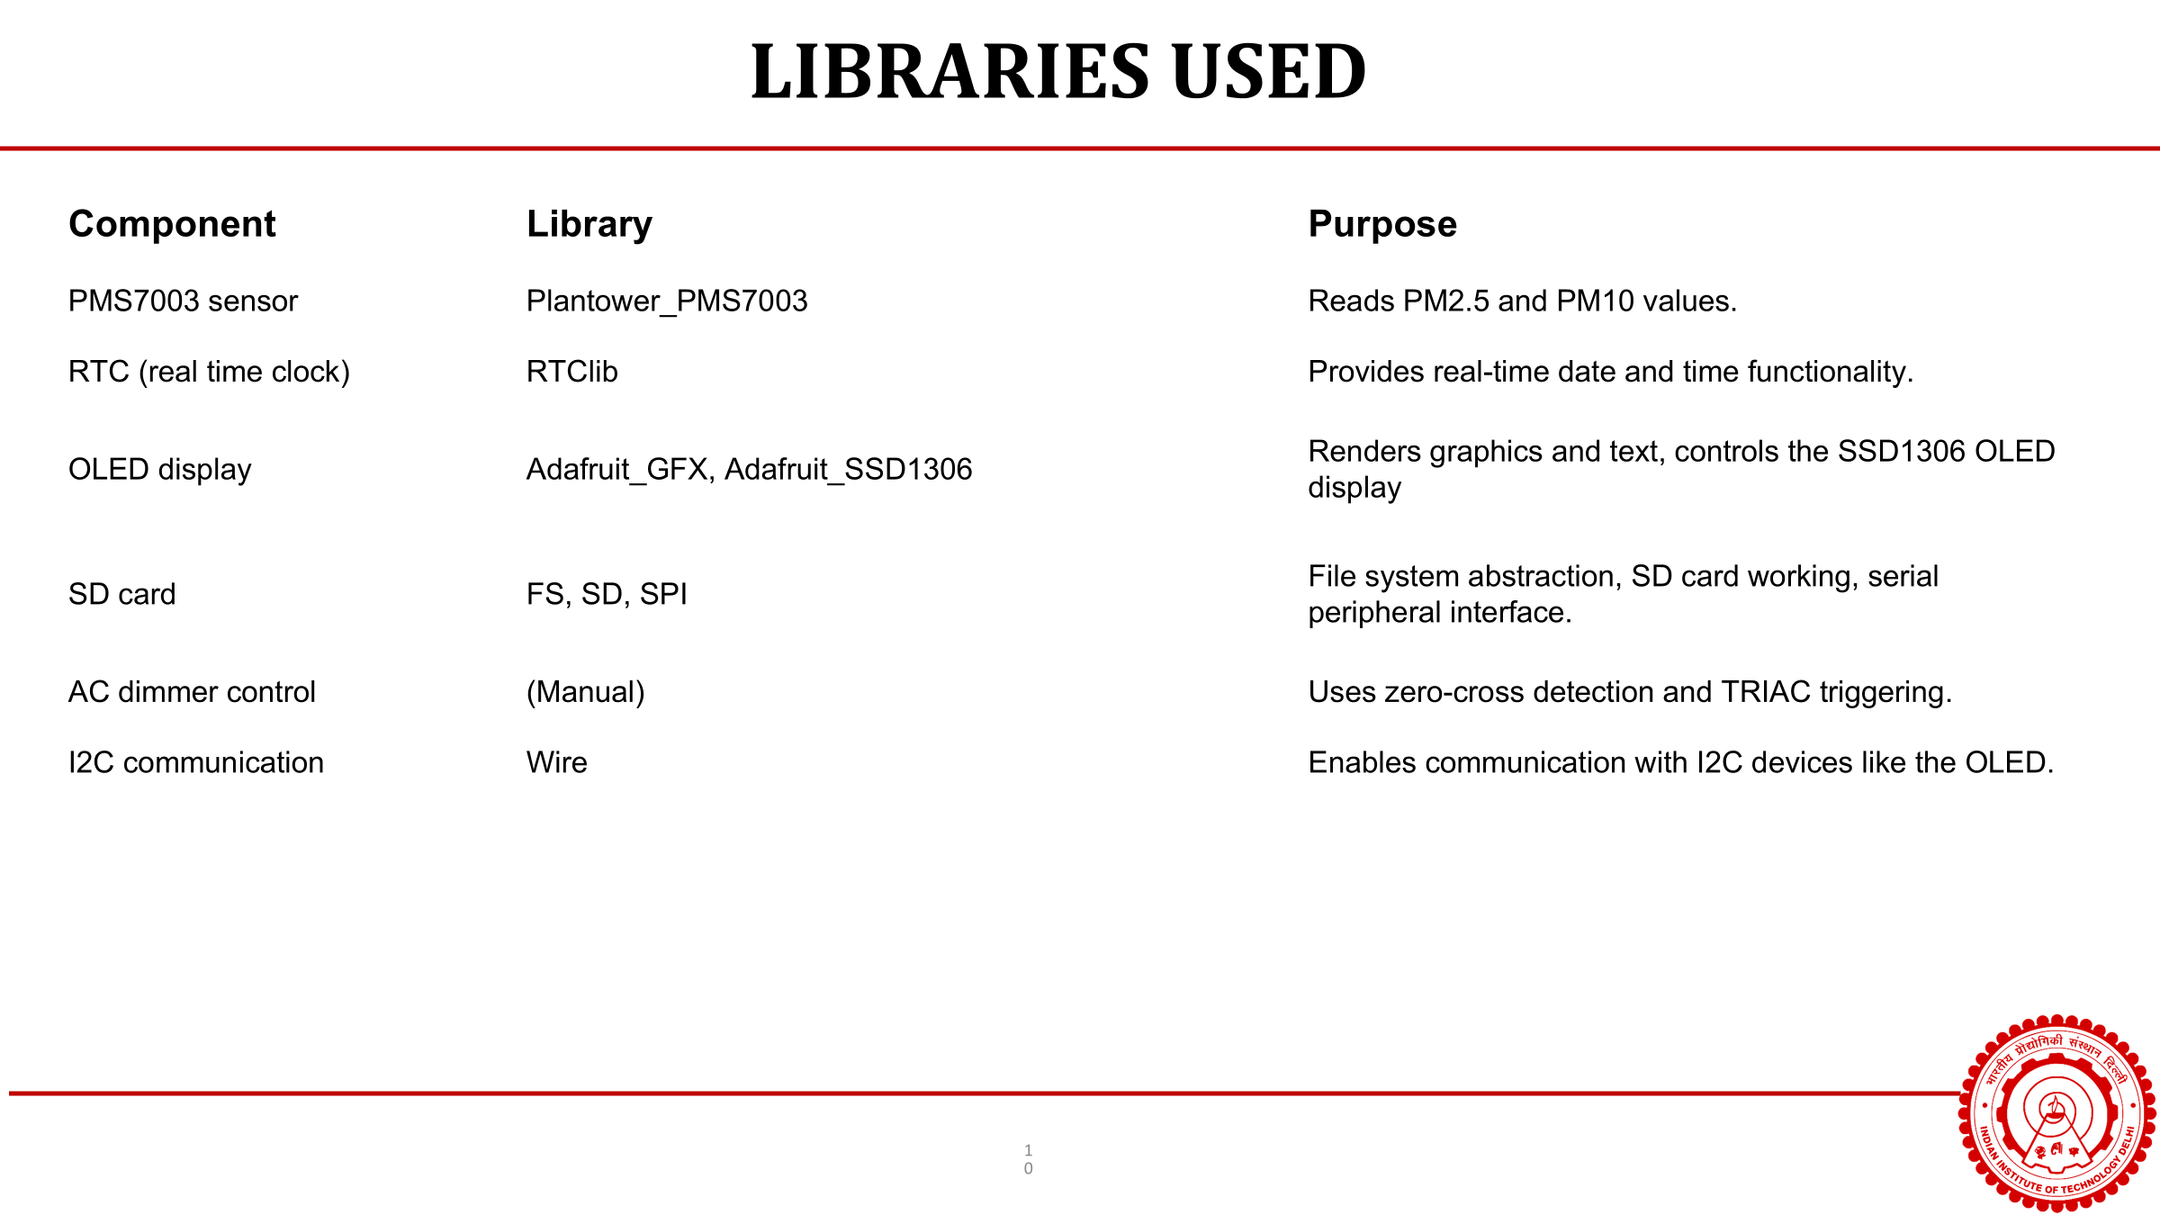 LIBRARIES USED
Component Library Purpose
PMS7003 sensor Plantower_PMS7003 Reads PM2.5 and PM10 values.
RTC (real time clock) RTClib Provides real-time date and time functionality.
OLED display Adafruit_GFX, Adafruit_SSD1306 Renders graphics and text, controls the SSD1306 OLED
display
SD card FS, SD, SPI File system abstraction, SD card working, serial
peripheral interface.
AC dimmer control (Manual) Uses zero-cross detection and TRIAC triggering.
I2C communication Wire Enables communication with I2C devices like the OLED.
भारतीय प्रौद्योगिकी संस्थान दिल्ली
INDIAN INSTITUTE OF TECHNOLOGY DELHI
1
0